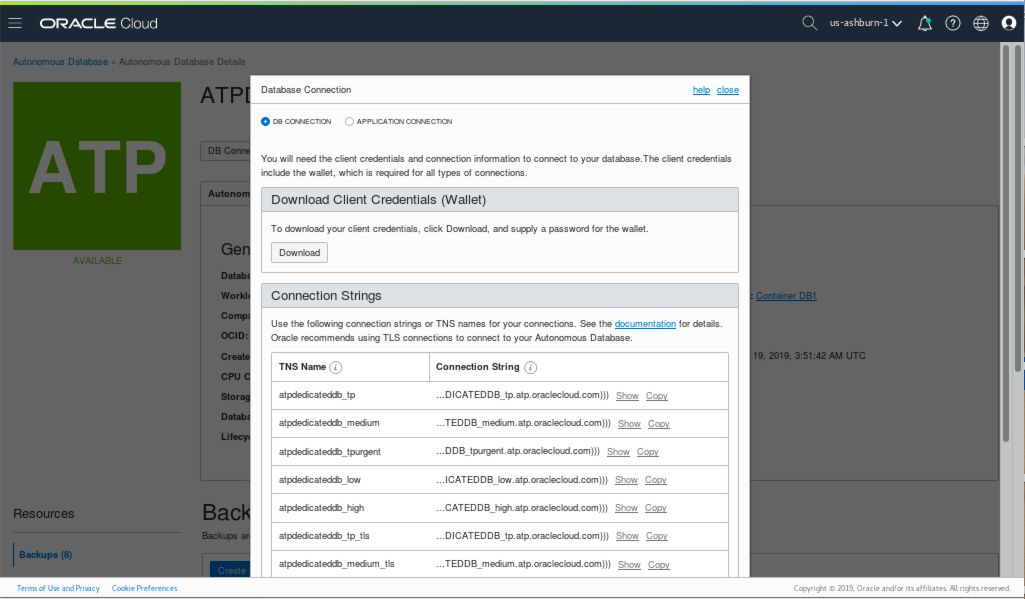 ORACLE Cloud
us-ashburn-1
Autonomous Database » Autonomous Database Details
ATP
AVAILABLE
ATPD
DB Conne
Autonom
Gen
Databa
Workl
Compa
OCID:
Create
CPU C
Storag
Databa
Lifecy
: Container DB1
19, 2019, 3:51:42 AM UTC
Database Connection
help close
DB CONNECTION APPLICATION CONNECTION
You will need the client credentials and connection information to connect to your database.The client credentials
include the wallet, which is required for all types of connections.
Download Client Credentials (Wallet)
To download your client credentials, click Download, and supply a password for the wallet.
Download
Connection Strings
Use the following connection strings or TNS names for your connections. See the documentation for details.
Oracle recommends using TLS connections to connect to your Autonomous Database.
TNS Name i Connection String i
atpdedicateddb_tp ...DICATEDDB_tp.atp.oraclecloud.com))) Show Copy
atpdedicateddb_medium ...TEDDB_medium.atp.oraclecloud.com))) Show Copy
atpdedicateddb_tpurgent ...DDB_tpurgent.atp.oraclecloud.com))) Show Copy
atpdedicateddb_low ...ICATEDDB_low.atp.oraclecloud.com))) Show Copy
atpdedicateddb_high ...CATEDDB_high.atp.oraclecloud.com))) Show Copy
atpdedicateddb_tp_tls ...DICATEDDB_tp.atp.oraclecloud.com))) Show Copy
atpdedicateddb_medium_tls ...TEDDB_medium.atp.oraclecloud.com))) Show Copy
Resources
Backups (8)
Back
Backups ar
Create
Terms of Use and Privacy Cookie Preferences
Copyright © 2019, Oracle and/or its affiliates. All rights reserved.